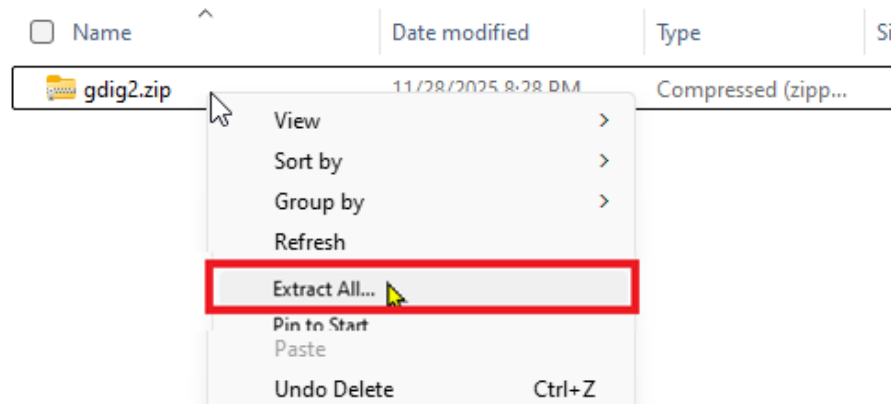 Name Date modified Type Si
gdig2.zip 11/28/2025 8:28 PM Compressed (zipp...
View
Sort by
Group by
Refresh
Extract All...
Pin to Start
Paste
Undo Delete Ctrl+Z